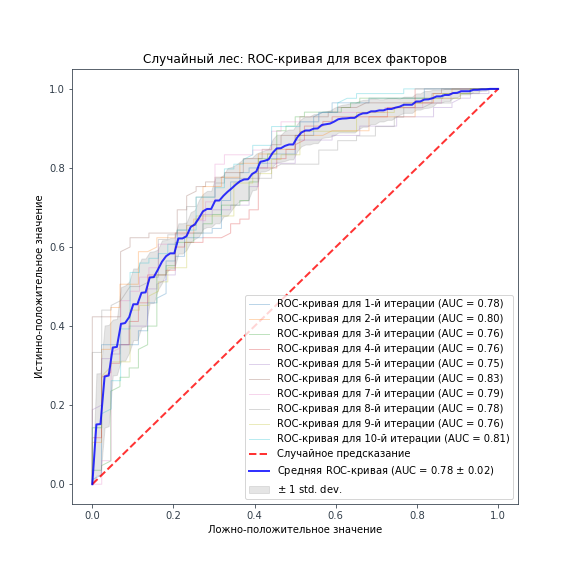 Случайный лес: ROC-кривая для всех факторов
Истинно-положительное значение
1.0
0.8
0.6
0.4
0.2
0.0
ROC-кривая для 1-й итерации (AUC = 0.78)
ROC-кривая для 2-й итерации (AUC = 0.80)
ROC-кривая для 3-й итерации (AUC = 0.76)
ROC-кривая для 4-й итерации (AUC = 0.76)
ROC-кривая для 5-й итерации (AUC = 0.75)
ROC-кривая для 6-й итерации (AUC = 0.83)
ROC-кривая для 7-й итерации (AUC = 0.79)
ROC-кривая для 8-й итерации (AUC = 0.78)
ROC-кривая для 9-й итерации (AUC = 0.76)
ROC-кривая для 10-й итерации (AUC = 0.81)
Случайное предсказание
Средняя ROC-кривая (AUC = 0.78 ± 0.02)
± 1 std. dev.
0.0 0.2 0.4 0.6 0.8 1.0
Ложно-положительное значение